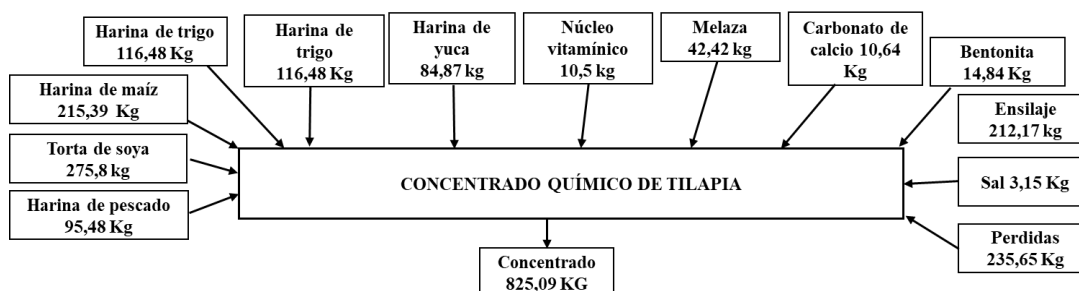 Harina de trigo
116,48 Kg
Harina de
trigo
116,48 Kg
Harina de
yuca
84,87 kg
Núcleo
vitamínico
10,5 kg
Melaza
42,42 kg
Carbonato de
calcio 10,64
Kg
Bentonita
14,84 Kg
Harina de maíz
215,39 Kg
Ensilaje
212,17 kg
Torta de soya
275,8 kg
CONCENTRADO QUÍMICO DE TILAPIA
Sal 3,15 Kg
Harina de pescado
95,48 Kg
Perdidas
235,65 Kg
Concentrado
825,09 KG